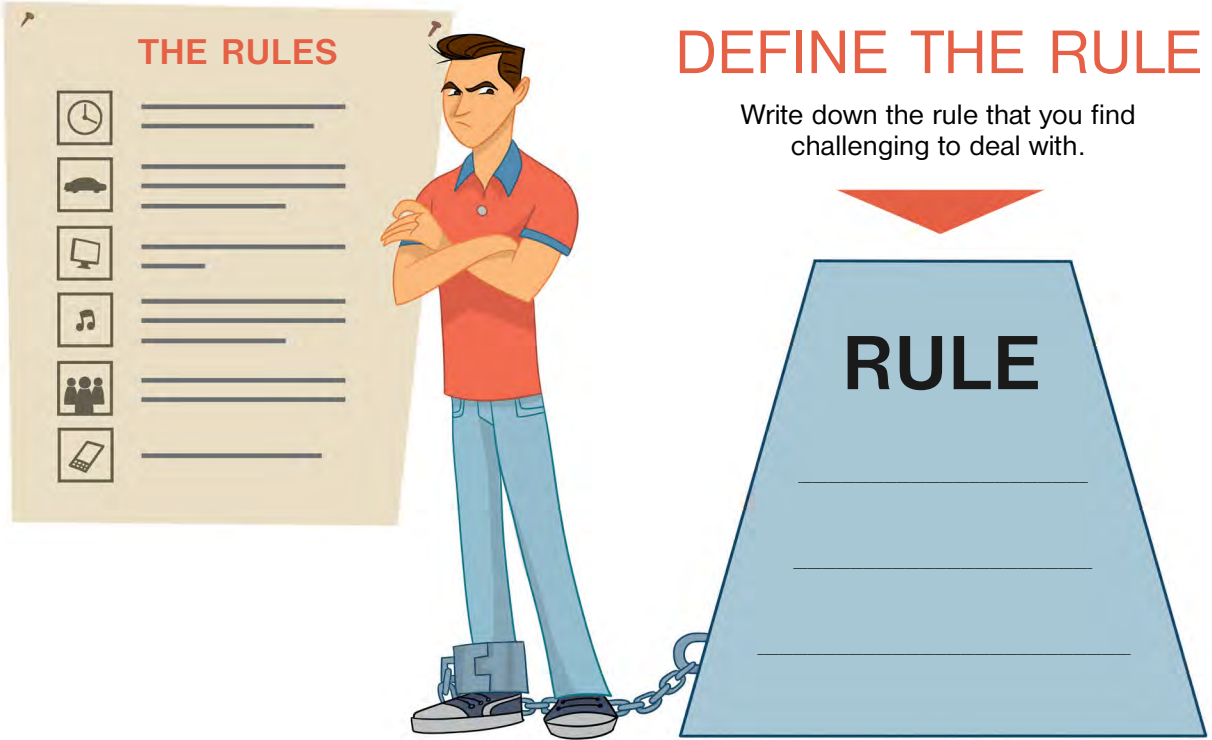 THE RULES
DEFINE THE RULE
Write down the rule that you find
challenging to deal with.
RULE